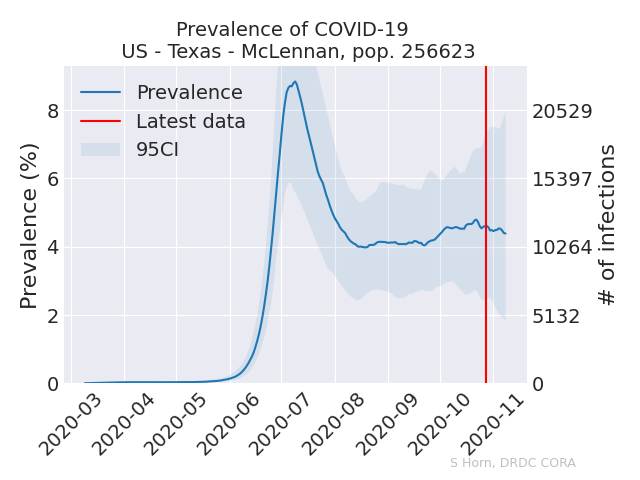 Prevalence of COVID-19
US - Texas - McLennan, pop. 256623
Prevalence
Latest data
95CI
Prevalence (%)
8
6
4
2
0
20529
15397
10264
5132
0
# of infections
2020-03
2020-04
2020-05
2020-06
2020-07
2020-08
2020-09
2020-10
2020-11
S Horn, DRDC CORA